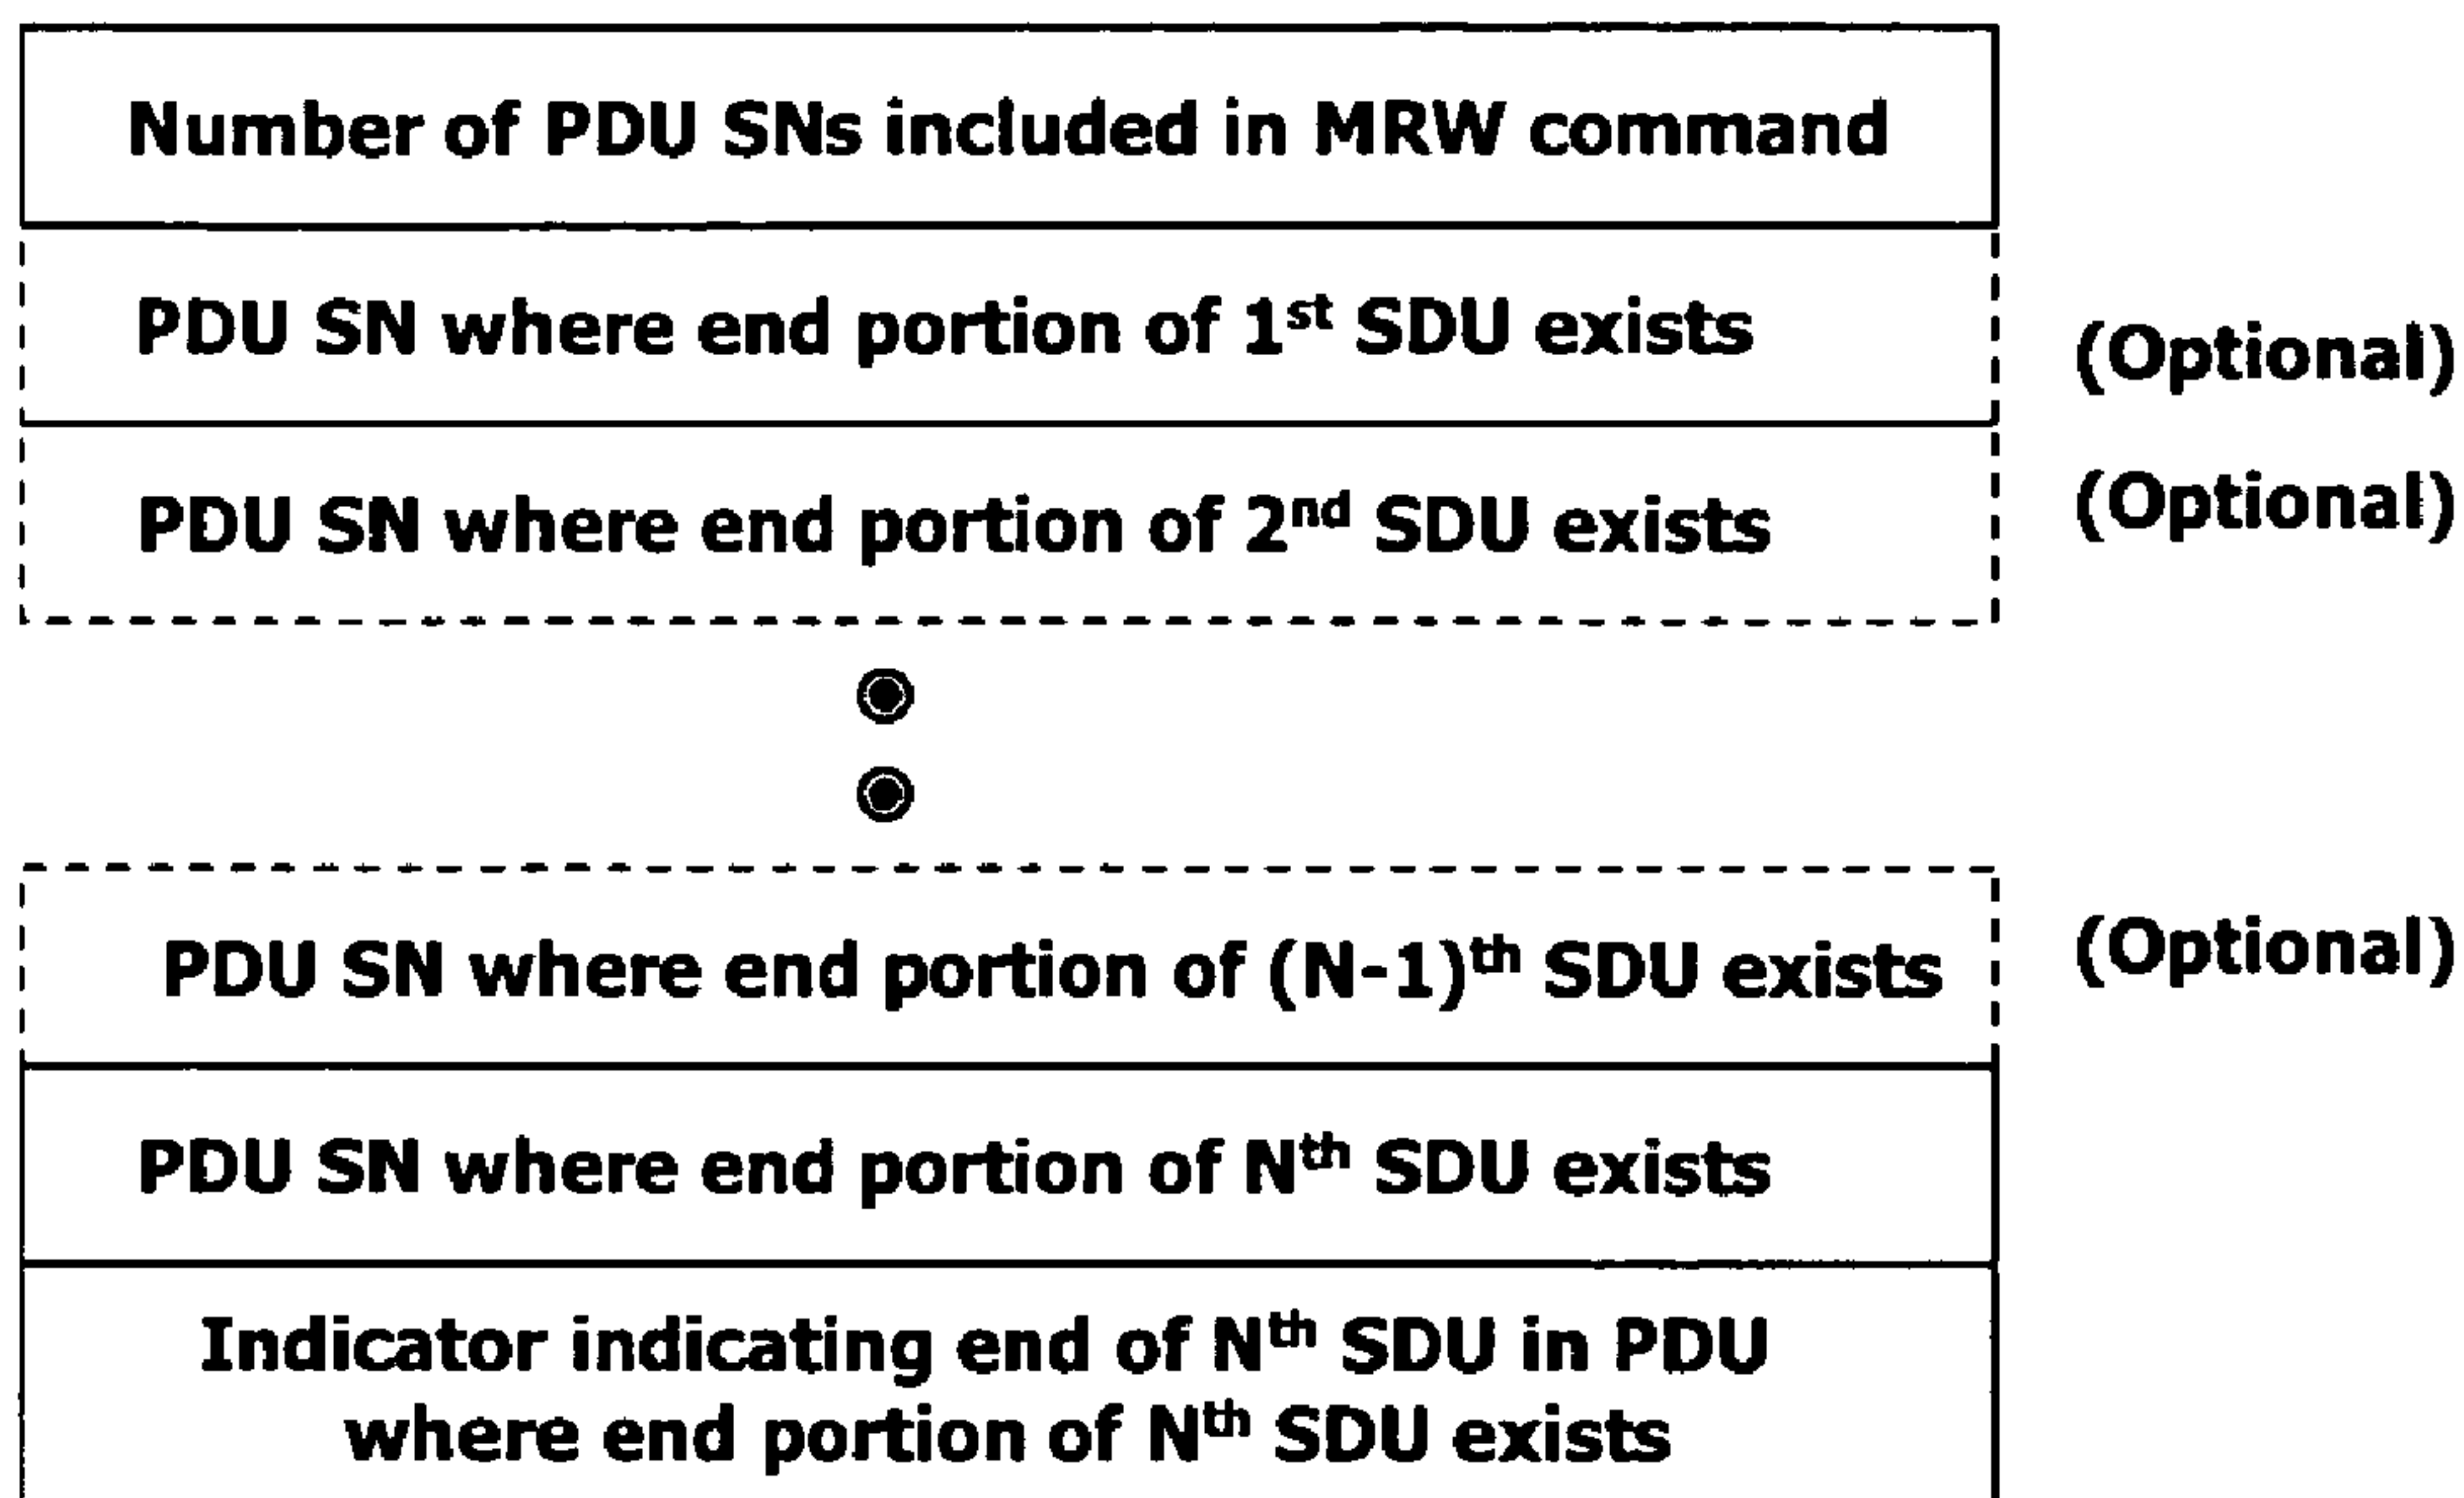 Number of PDU SNs included in MRW command
PDU SN where end portion of 1st SDU exists
(Optional)
PDU SN where end portion of 2nd SDU exists
(Optional)
PDU SN where end portion of (N-1)th SDU exists
(Optional)
PDU SN where end portion of Nth SDU exists
Indicator indicating end of Nth SDU in PDU
where end portion of Nth SDU exists